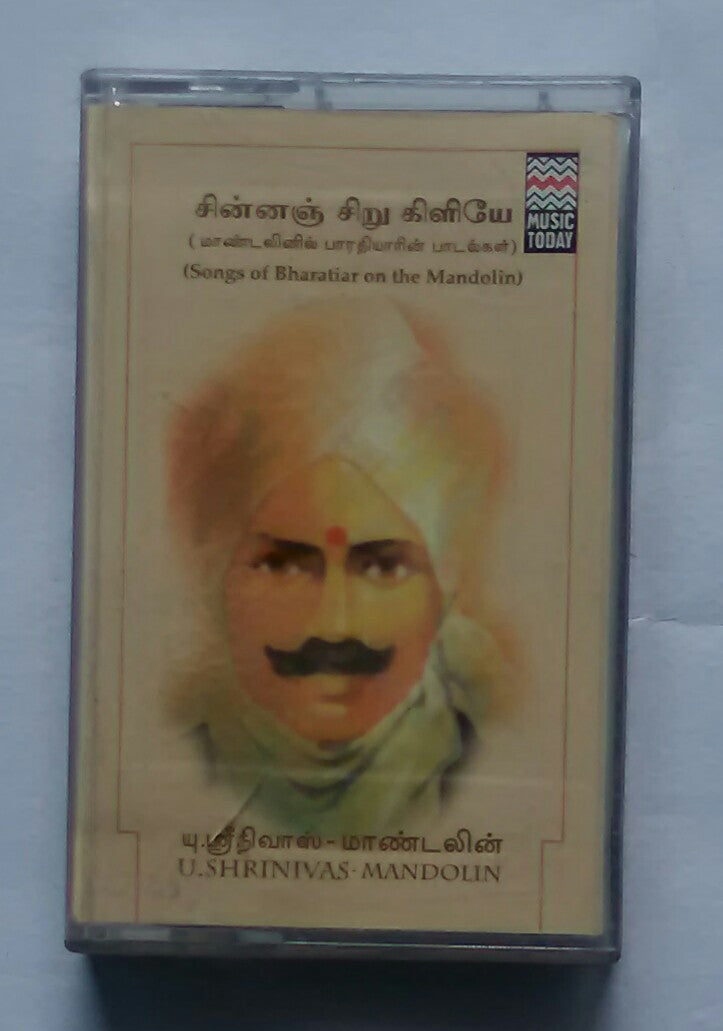 சின்னஞ் சிறு கிளியே
(மாண்டலினில் பாரதியாரின் பாடல்கள்)
(Songs of Bharatiar on the Mandolin)
MUSIC
TODAY
யு.ஸ்ரீநிவாஸ்-மாண்டலின்
U.SHRINIVAS·MANDOLIN